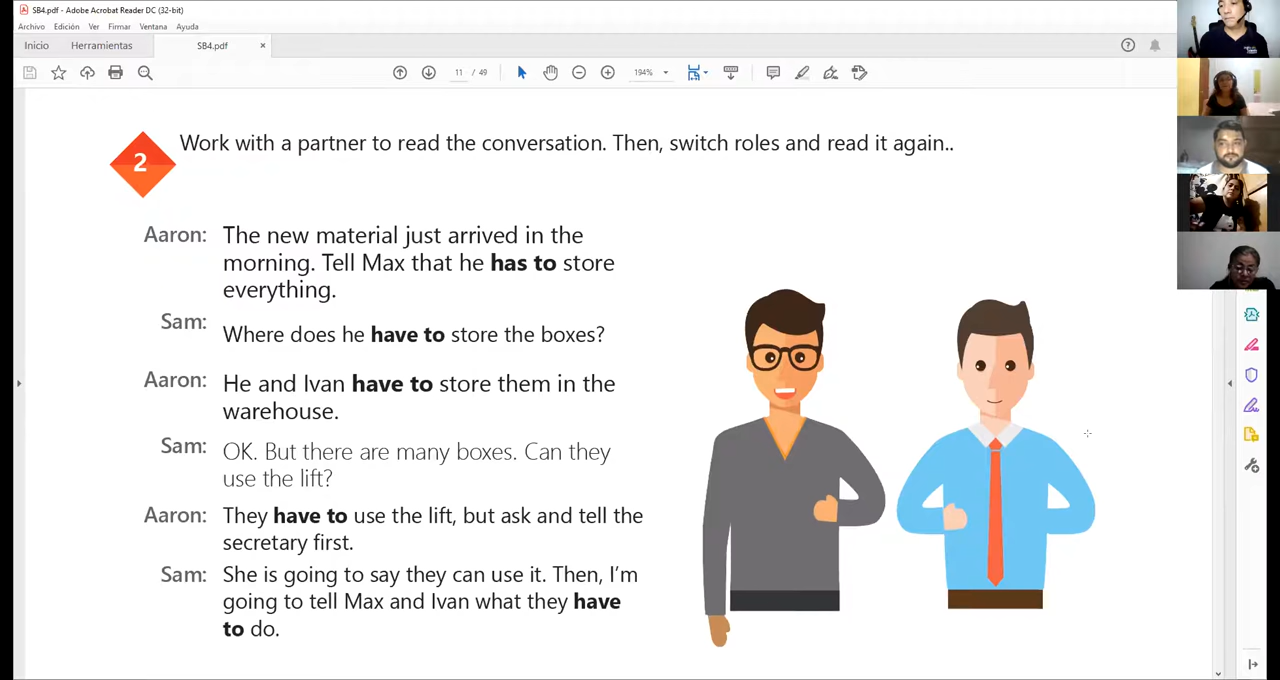 SB4.pdf - Adobe Acrobat Reader DC (32-bit)
Archivo Edición Ver Firmar Ventana Ayuda
Inicio Herramientas SB4.pdf ×
11 / 49 194%
2 Work with a partner to read the conversation. Then, switch roles and read it again..
Aaron: The new material just arrived in the
morning. Tell Max that he has to store
everything.
Sam: Where does he have to store the boxes?
Aaron: He and Ivan have to store them in the
warehouse.
Sam: OK. But there are many boxes. Can they
use the lift?
Aaron: They have to use the lift, but ask and tell the
secretary first.
Sam: She is going to say they can use it. Then, I'm
going to tell Max and Ivan what they have
to do.